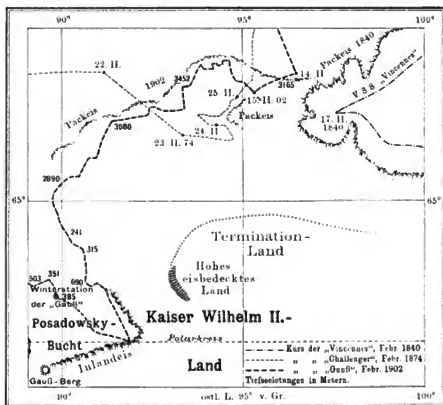 90°
95°
100°
22. II.
1902
3452
14. II
Packeis 1840
3165
V.S.S. „Vincennes"
25. II.
15. II. 02
Packeis
Packeis
3080
24. II
23. II. 74
17. II.
1840
2890
65°
65°
241
Termination-
Land
315
Hohes
eisbedecktes
Land
503
351
690
Winterstation
der „Gauß"
385
Kaiser Wilhelm II.-
Posadowsky-
Bucht
Polarkreis
Inlandeis
Land
Kurs der „Vincennes", Febr. 1840
„ „ „Challenger", Febr. 1874
„ „ „Gauß", Febr. 1902
Tiefseelotungen in Metern.
Gauß-Berg
90°
östl. L. 95° v. Gr.
100°